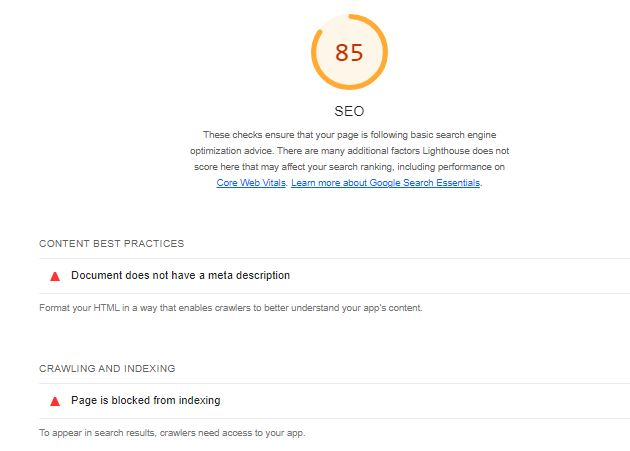 85
SEO
These checks ensure that your page is following basic search engine
optimization advice. There are many additional factors Lighthouse does not
score here that may affect your search ranking, including performance on
Core Web Vitals. Learn more about Google Search Essentials.
CONTENT BEST PRACTICES
Document does not have a meta description
Format your HTML in a way that enables crawlers to better understand your app's content.
CRAWLING AND INDEXING
Page is blocked from indexing
To appear in search results, crawlers need access to your app.